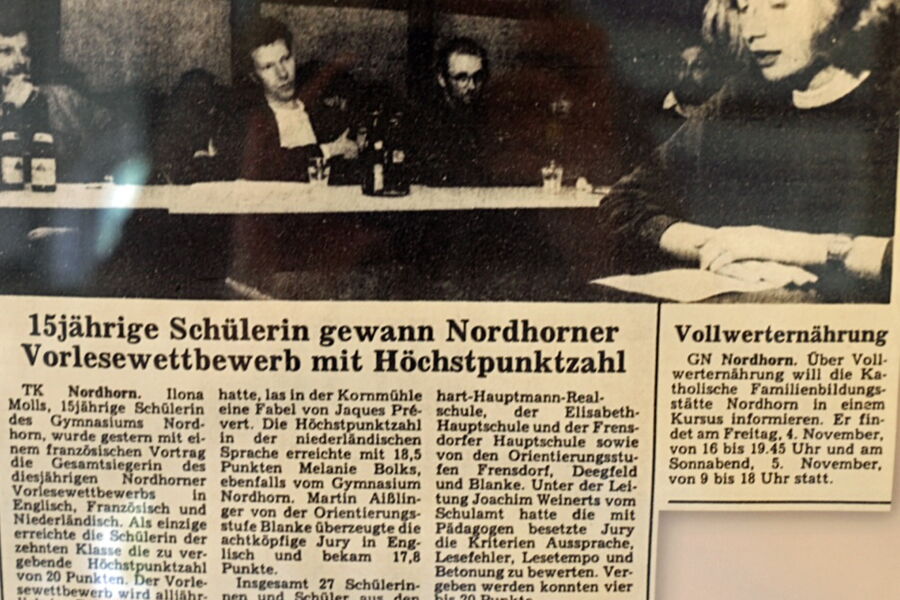 15jährige Schülerin gewann Nordhorner
Vorlesewettbewerb mit Höchstpunktzahl
TK Nordhorn. Ilona
Molls, 15jährige Schülerin
des Gymnasiums Nord-
horn, wurde gestern mit ei-
nem französischen Vortrag
die Gesamtsiegerin des
diesjährigen Nordhorner
Vorlesewettbewerbs in
Englisch, Französisch und
Niederländisch. Als einzige
erreichte die Schülerin der
zehnten Klasse die zu ver-
gebende Höchstpunktzahl
von 20 Punkten. Der Vorle-
sewettbewerb wird alljähr-
hatte, las in der Kornmühle
eine Fabel von Jaques Pré-
vert. Die Höchstpunktzahl
in der niederländischen
Sprache erreichte mit 18,5
Punkten Melanie Bolks,
ebenfalls vom Gymnasium
Nordhorn. Martin Aißlin-
ger von der Orientierungs-
stufe Blanke überzeugte die
achtköpfige Jury in Eng-
lisch und bekam 17,8
Punkte.
Insgesamt 27 Schülerin-
nen und Schüler aus den
hart-Hauptmann-Real-
schule, der Elisabeth-
Hauptschule und der Frens-
dorfer Hauptschule sowie
von den Orientierungsstu-
fen Frensdorf, Deegfeld
und Blanke. Unter der Lei-
tung Joachim Weinerts vom
Schulamt hatte die mit
Pädagogen besetzte Jury
die Kriterien Aussprache,
Lesefehler, Lesetempo und
Betonung zu bewerten. Ver-
geben werden konnten vier
bis 20 Punkte.
Vollwerternährung
GN Nordhorn. Über Voll-
werternährung will die Ka-
tholische Familienbildungs-
stätte Nordhorn in einem
Kursus informieren. Er fin-
det am Freitag, 4. November,
von 16 bis 19.45 Uhr und am
Sonnabend, 5. November,
von 9 bis 18 Uhr statt.